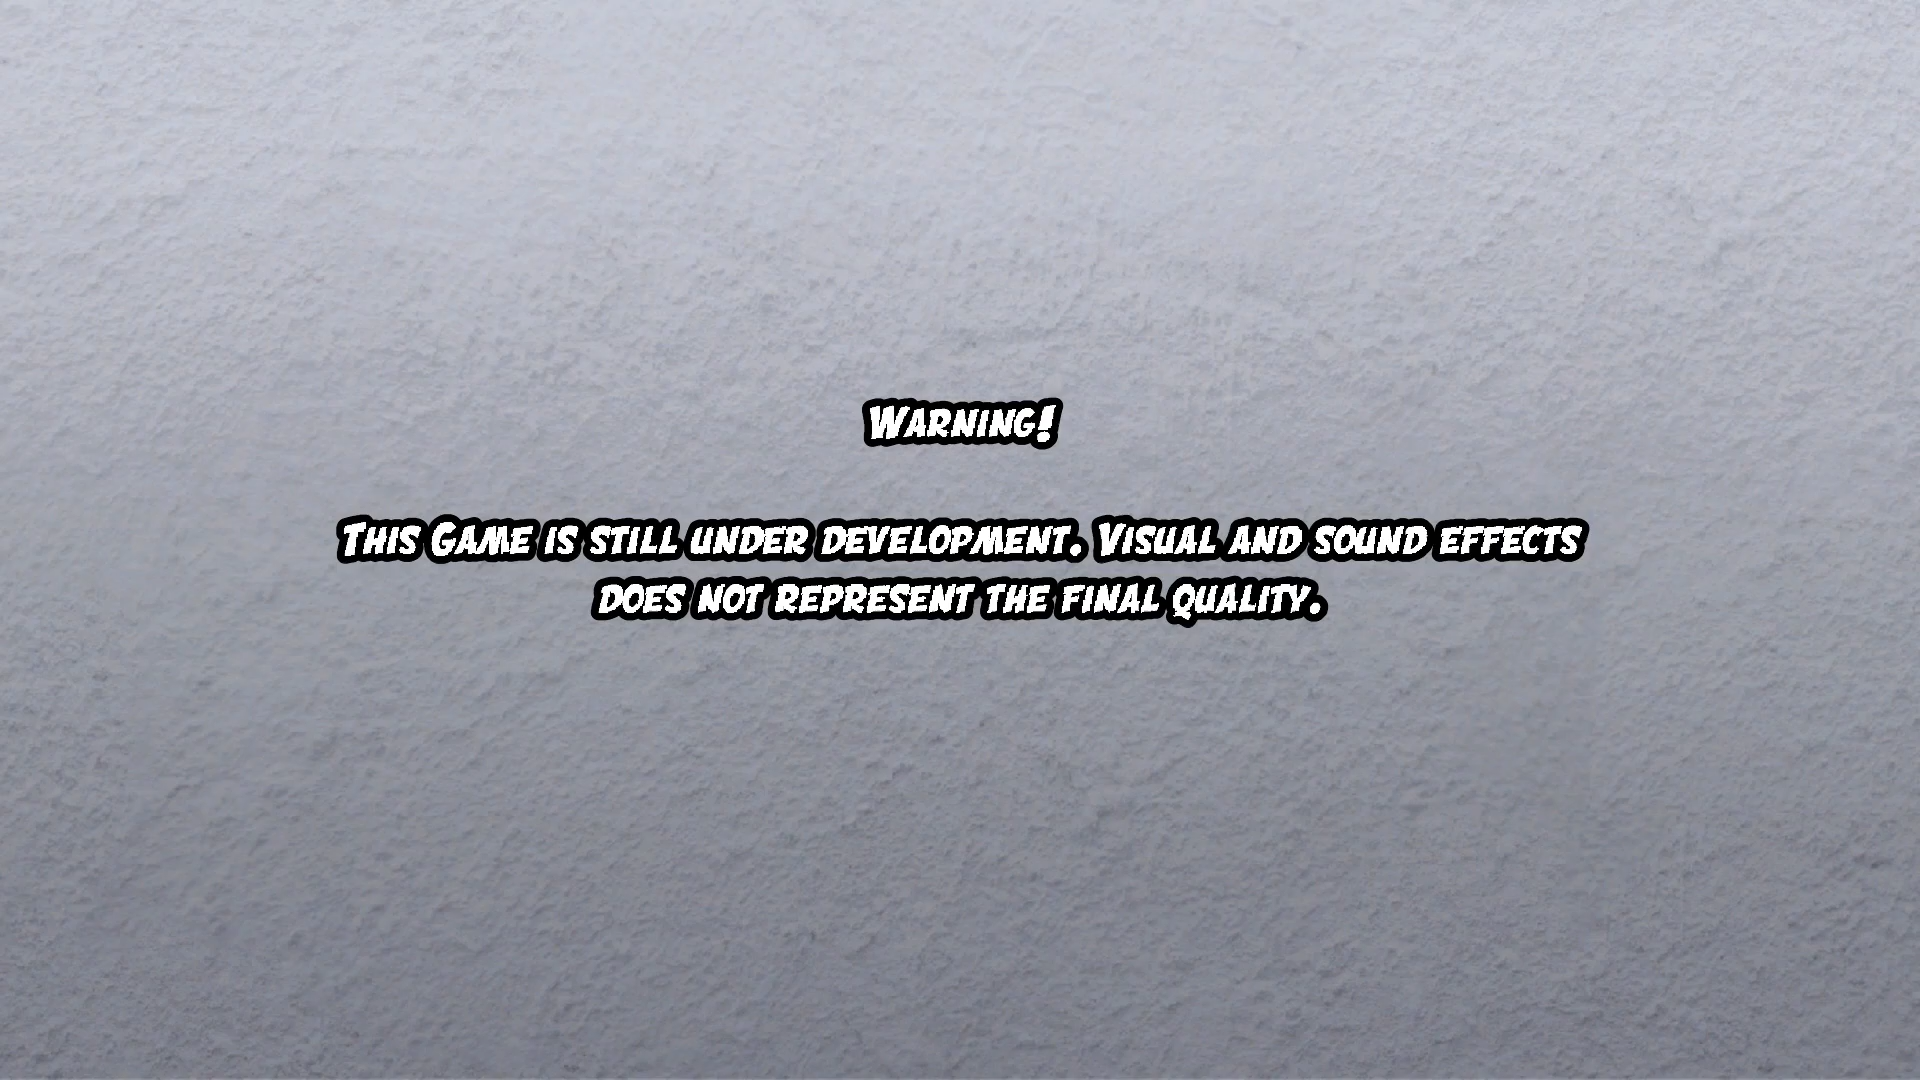 Warning!
This Game is still under development. Visual and sound effects
does not represent the final quality.